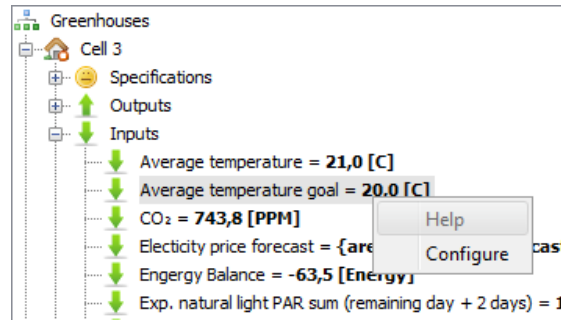 Greenhouses
Cell 3
Specifications
Outputs
Inputs
Average temperature = 21,0 [C]
Average temperature goal = 20,0 [C]
CO₂ = 743,8 [PPM]
Help
Electicity price forecast = {are cast
Configure
Engergy Balance = -63,5 [Energy]
Exp. natural light PAR sum (remaining day + 2 days) = 1